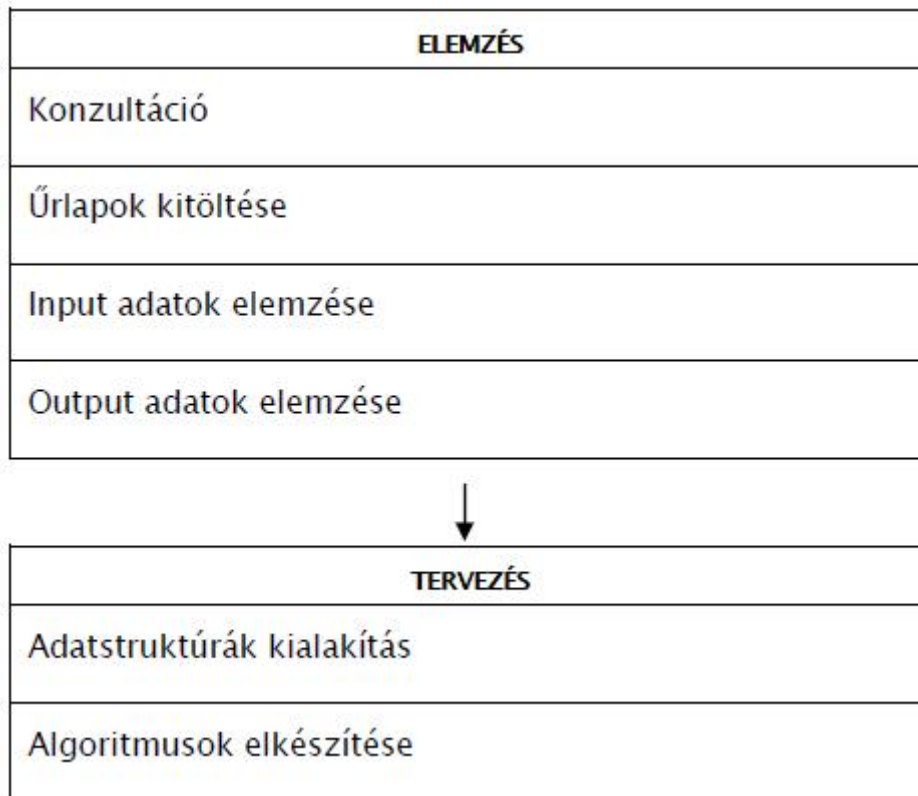 ELEMZÉS
Konzultáció
Űrlapok kitöltése
Input adatok elemzése
Output adatok elemzése
TERVEZÉS
Adatstruktúrák kialakítás
Algoritmusok elkészítése